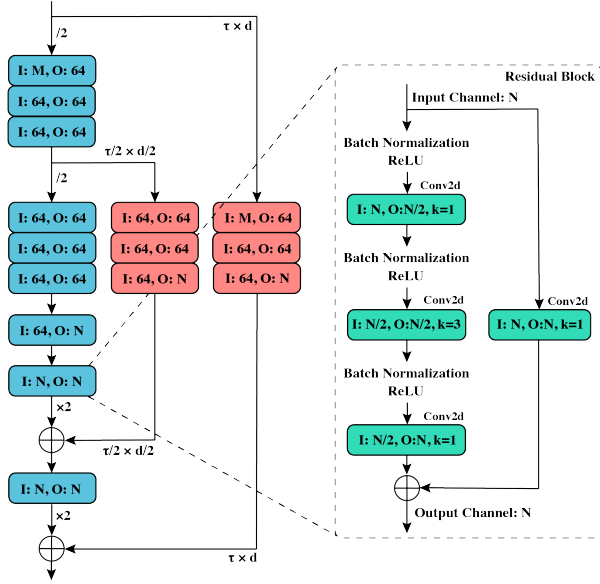 τ × d
/2
I: M, O: 64
I: 64, O: 64
I: 64, O: 64
τ/2 × d/2
/2
I: 64, O: 64
I: 64, O: 64
I: 64, O: 64
I: 64, O: N
I: N, O: N
×2
I: 64, O: 64
I: 64, O: 64
I: 64, O: N
I: M, O: 64
I: 64, O: 64
I: 64, O: N
τ/2 × d/2
I: N, O: N
×2
τ × d
Residual Block
Input Channel: N
Batch Normalization
ReLU
Conv2d
I: N, O:N/2, k=1
Batch Normalization
ReLU
Conv2d
I: N/2, O:N/2, k=3
Conv2d
I: N, O:N, k=1
Batch Normalization
ReLU
Conv2d
I: N/2, O:N, k=1
Output Channel: N